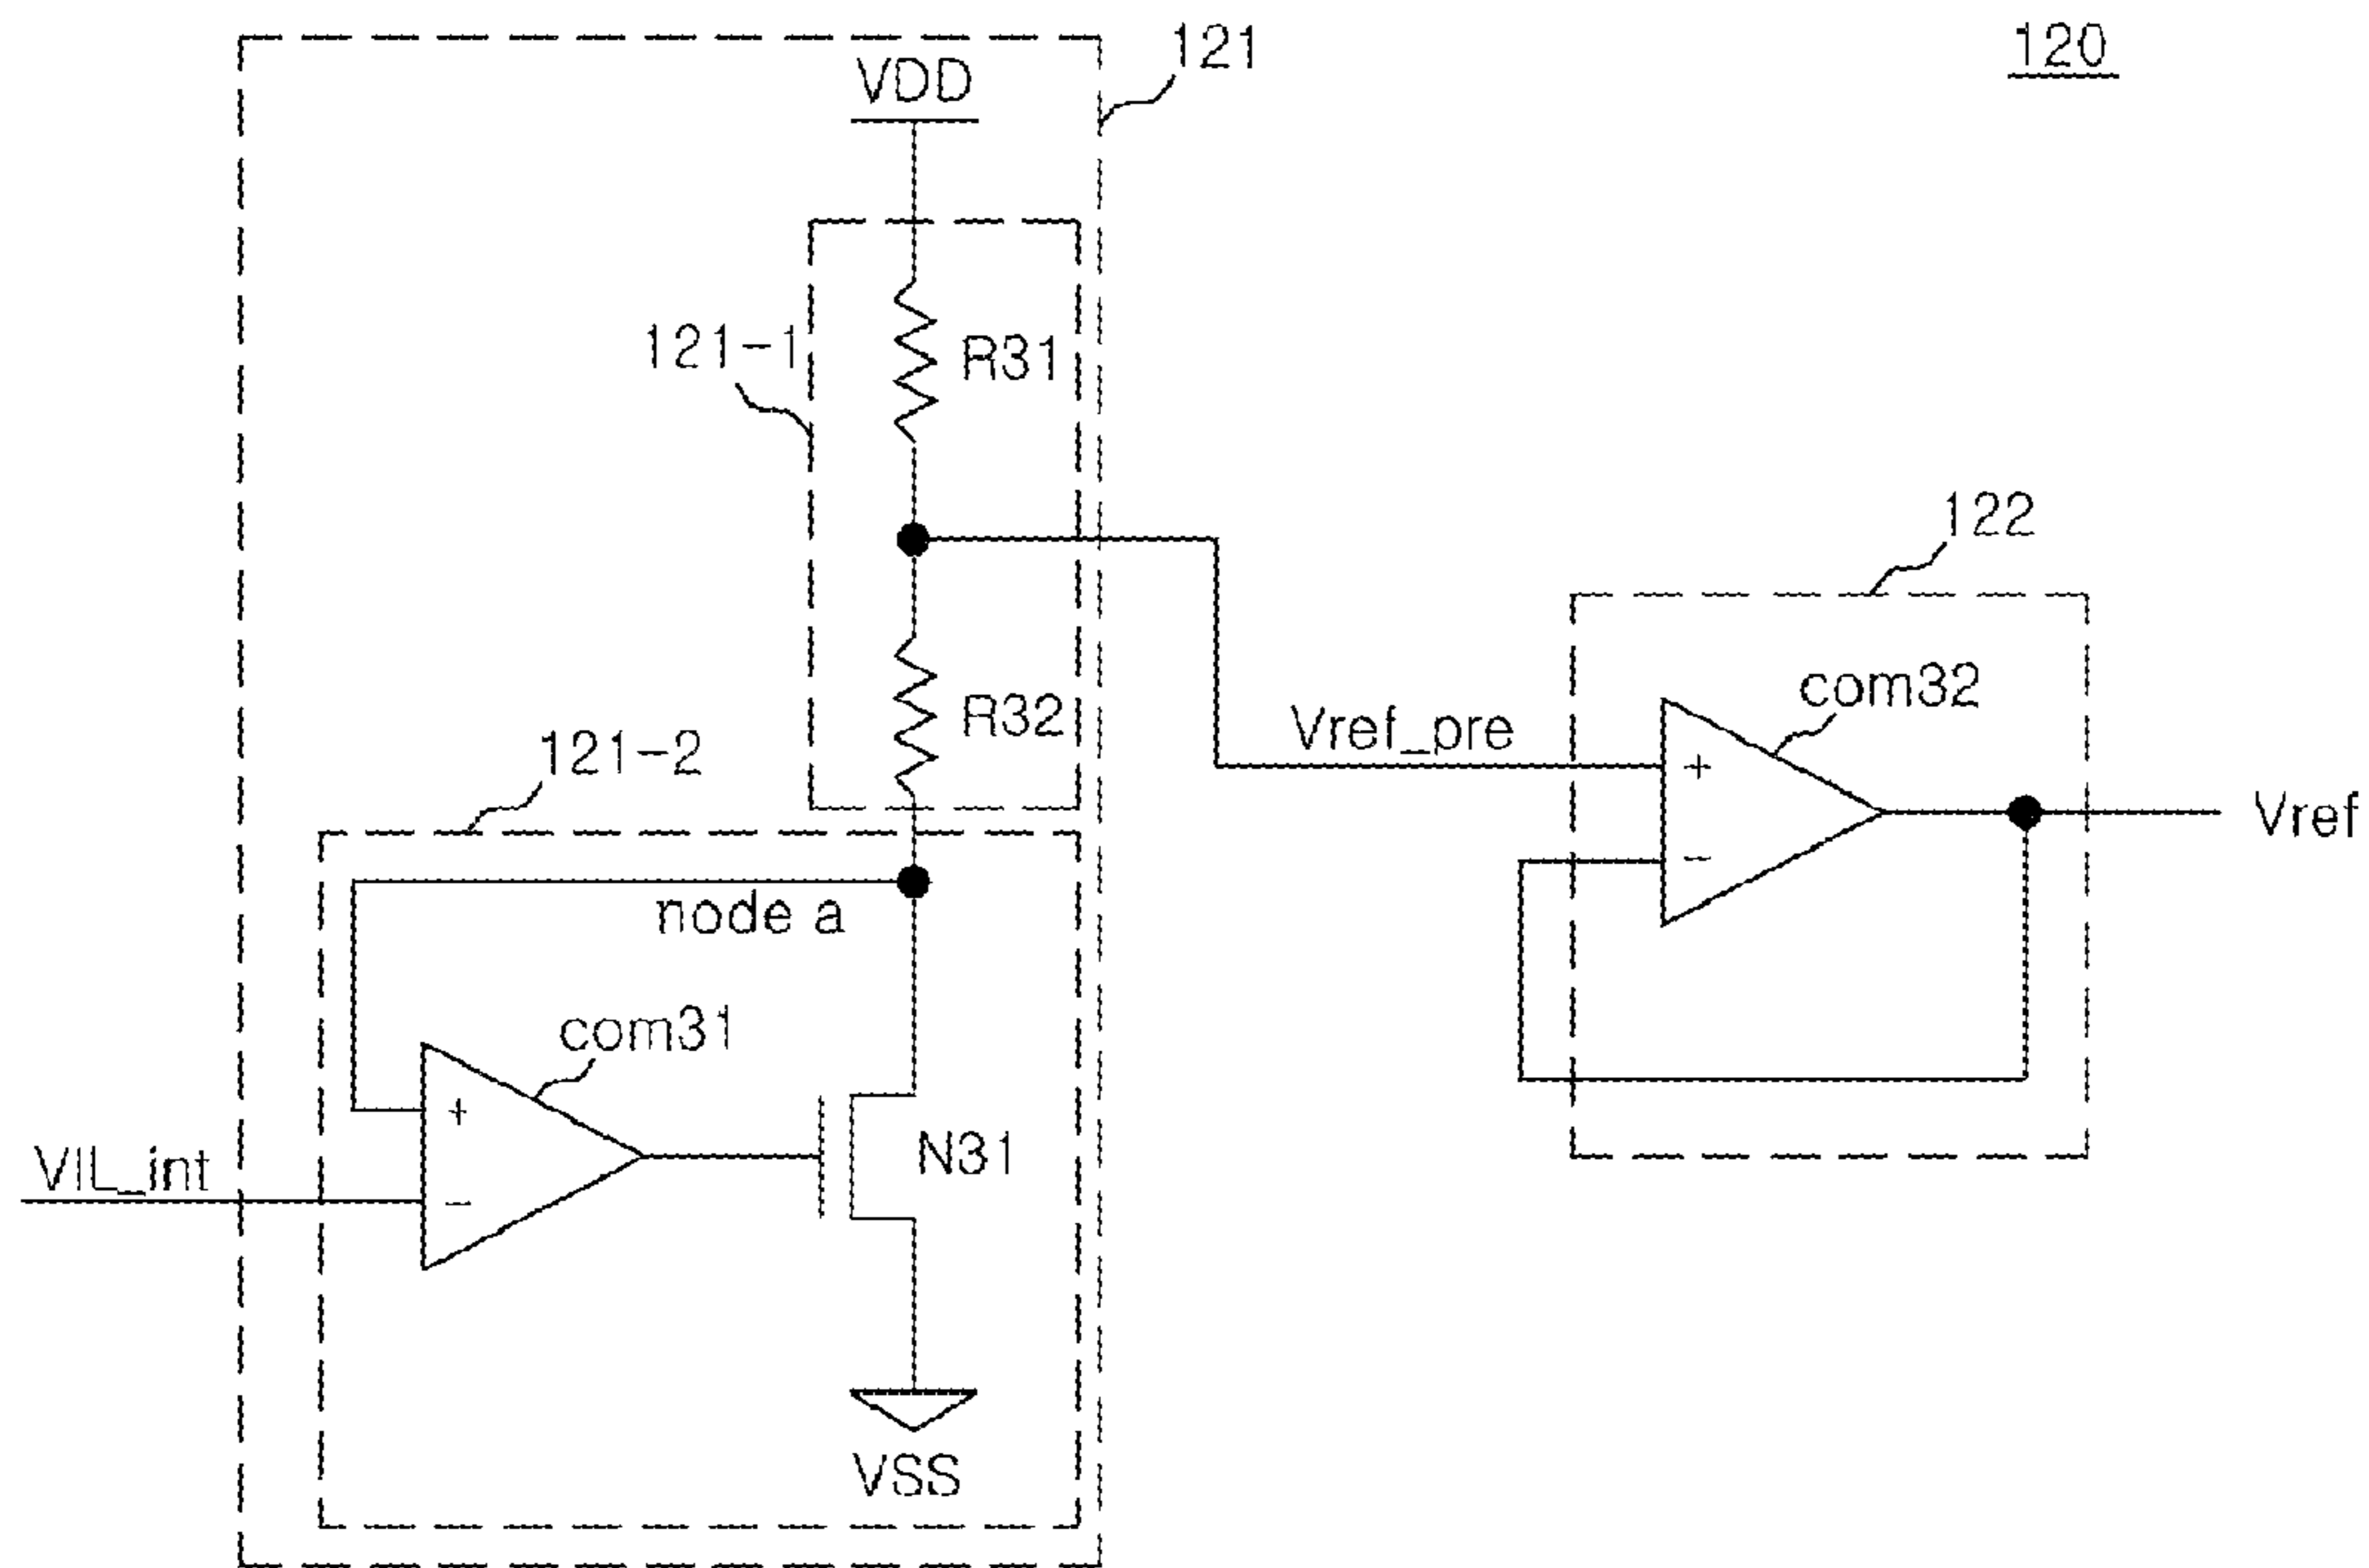 120
121
VDD
121-1
R31
122
com32
R32
Vref_pre
+
−
Vref
121-2
node a
com31
+
N31
VIL_int
−
VSS